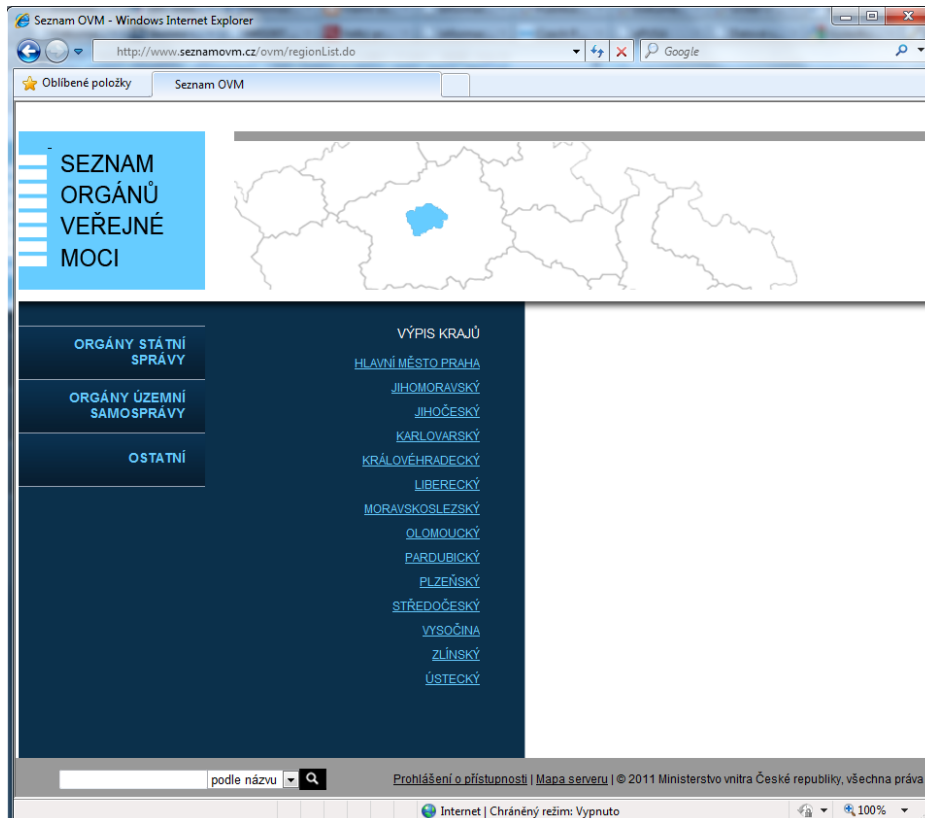 Seznam OVM - Windows Internet Explorer
http://www.seznamovm.cz/ovm/regionList.do
Google
Oblíbené položky
Seznam OVM
SEZNAM
ORGÁNŮ
VEŘEJNÉ
MOCI
ORGÁNY STÁTNÍ
SPRÁVY
ORGÁNY ÚZEMNÍ
SAMOSPRÁVY
OSTATNÍ
VÝPIS KRAJŮ
HLAVNÍ MĚSTO PRAHA
JIHOMORAVSKÝ
JIHOČESKÝ
KARLOVARSKÝ
KRÁLOVÉHRADECKÝ
LIBERECKÝ
MORAVSKOSLEZSKÝ
OLOMOUCKÝ
PARDUBICKÝ
PLZEŇSKÝ
STŘEDOČESKÝ
VYSOČINA
ZLÍNSKÝ
ÚSTECKÝ
podle názvu
Prohlášení o přístupnosti | Mapa serveru | © 2011 Ministerstvo vnitra České republiky, všechna práva
Internet | Chráněný režim: Vypnuto
100%